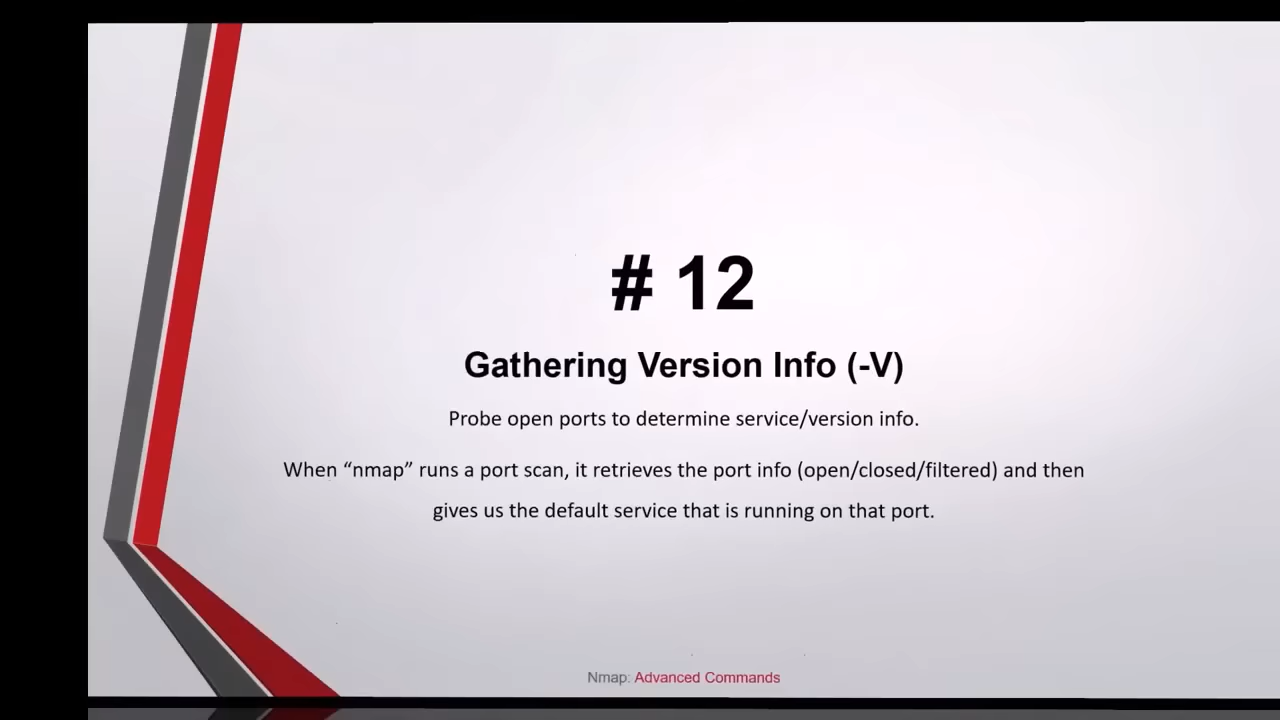 # 12
Gathering Version Info (-V)
Probe open ports to determine service/version info.
When “nmap” runs a port scan, it retrieves the port info (open/closed/filtered) and then
gives us the default service that is running on that port.
Nmap: Advanced Commands